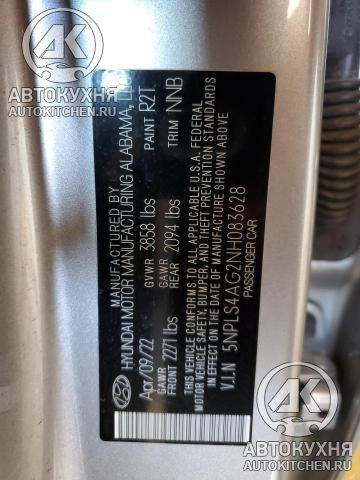 АВТОКУХНЯ
AUTOKITCHEN.RU
MANUFACTURED BY
HYUNDAI MOTOR MANUFACTURING ALABAMA,
Apr/09/22 GVWR 3858 lbs PAINT R2T
GAWR FRONT 2271 lbs GAWR REAR 2094 lbs TRIM NNB
THIS VEHICLE CONFORMS TO ALL APPLICABLE U.S.A. FEDERAL
MOTOR VEHICLE SAFETY, BUMPER, AND THEFT PREVENTION STANDARDS
IN EFFECT ON THE DATE OF MANUFACTURE SHOWN ABOVE
V.I.N 5NPLS4AG2NH083628
PASSENGER CAR
АВТОКУХНЯ
AUTOKITCHEN.RU